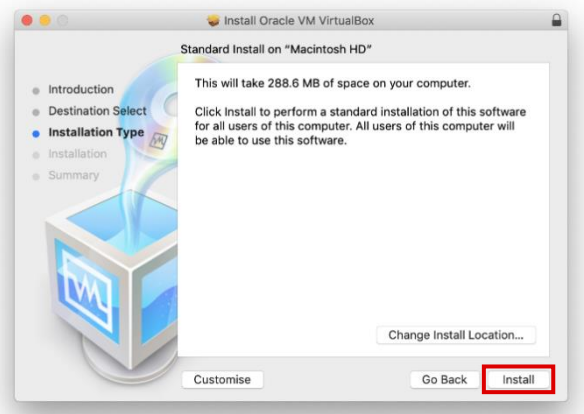 Install Oracle VM VirtualBox
Standard Install on “Macintosh HD”
Introduction
Destination Select
Installation Type
Installation
Summary
This will take 288.6 MB of space on your computer.
Click Install to perform a standard installation of this software
for all users of this computer. All users of this computer will
be able to use this software.
Change Install Location...
Customise
Go Back
Install